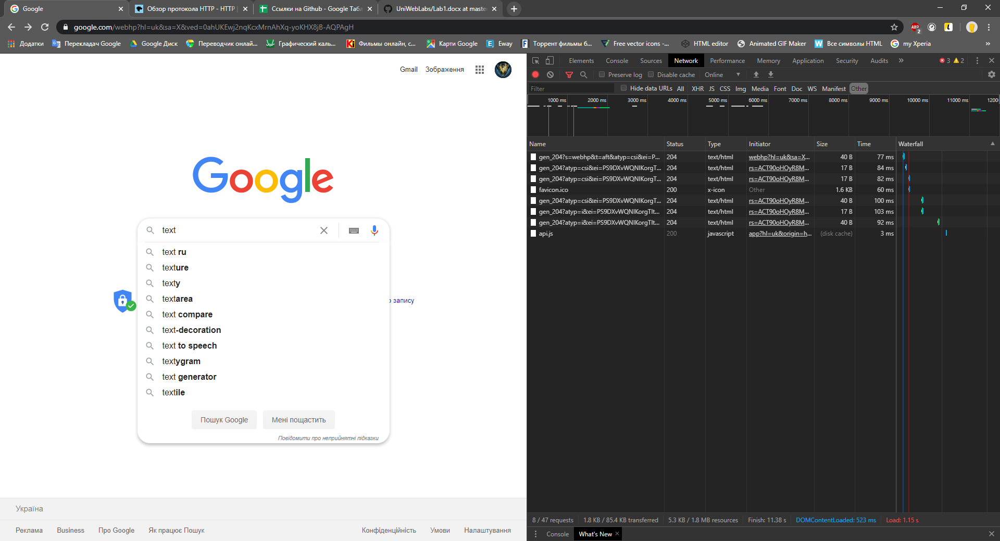 Google
Обзор протокола HTTP - HTTP |
Ссылки на Github - Google Табл
UniWebLabs/Lab1.docx at maste
google.com/webhp?hl=uk&sa=X&ved=0ahUKEwj2nqKcxMrnAhXq-yoKHX8jB-AQPAgH
ABP 2
Додатки
Перекладач Google
Google Диск
Переводчик онлай...
Графический каль...
Фильмы онлайн, с...
Карти Google
Eway
Торрент фильмы б...
Free vector icons -...
HTML editor
Animated GIF Maker
Все символы HTML
my Xperia
»
Gmail
Зображення
Google
text
text ru
texture
texty
textarea
text compare
text-decoration
text to speech
textygram
text generator
textile
Пошук Google
Мені пощастить
Повідомити про неприйнятні підказки
запису
Україна
Реклама
Business
Про Google
Як працює Пошук
Конфіденційність
Умови
Налаштування
Elements
Console
Sources
Network
Performance
Memory
Application
Security
Audits
»
3
2
Preserve log
Disable cache
Online
Filter
Hide data URLs
All
XHR
JS
CSS
Img
Media
Font
Doc
WS
Manifest
Other
1000 ms
2000 ms
3000 ms
4000 ms
5000 ms
6000 ms
7000 ms
8000 ms
9000 ms
10000 ms
11000 ms
1200
Name Status Type Initiator Size Time Waterfall
gen_204?s=webhp&t=aft&atyp=csi&ei=P... 204 text/html webhp?hl=uk&sa=X... 40 B 77 ms
gen_204?atyp=csi&ei=PS9DXvWQNIKorgT... 204 text/html rs=ACT90oHOyR8M... 17 B 84 ms
gen_204?atyp=csi&ei=PS9DXvWQNIKorgT... 204 text/html rs=ACT90oHOyR8M... 17 B 82 ms
favicon.ico 200 x-icon Other 1.6 KB 60 ms
gen_204?atyp=csi&ei=PS9DXvWQNIKorgT... 204 text/html rs=ACT90oHOyR8M... 40 B 100 ms
gen_204?atyp=i&ei=PS9DXvWQNIKorgTIt... 204 text/html rs=ACT90oHOyR8M... 17 B 103 ms
gen_204?atyp=i&ei=PS9DXvWQNIKorgTIt... 204 text/html rs=ACT90oHOyR8M... 40 B 92 ms
api.js 200 javascript app?hl=uk&origin=h... (disk cache) 3 ms
8 / 47 requests
1.8 KB / 85.4 KB transferred
5.3 KB / 1.8 MB resources
Finish: 11.38 s
DOMContentLoaded: 523 ms
Load: 1.15 s
Console
What's New